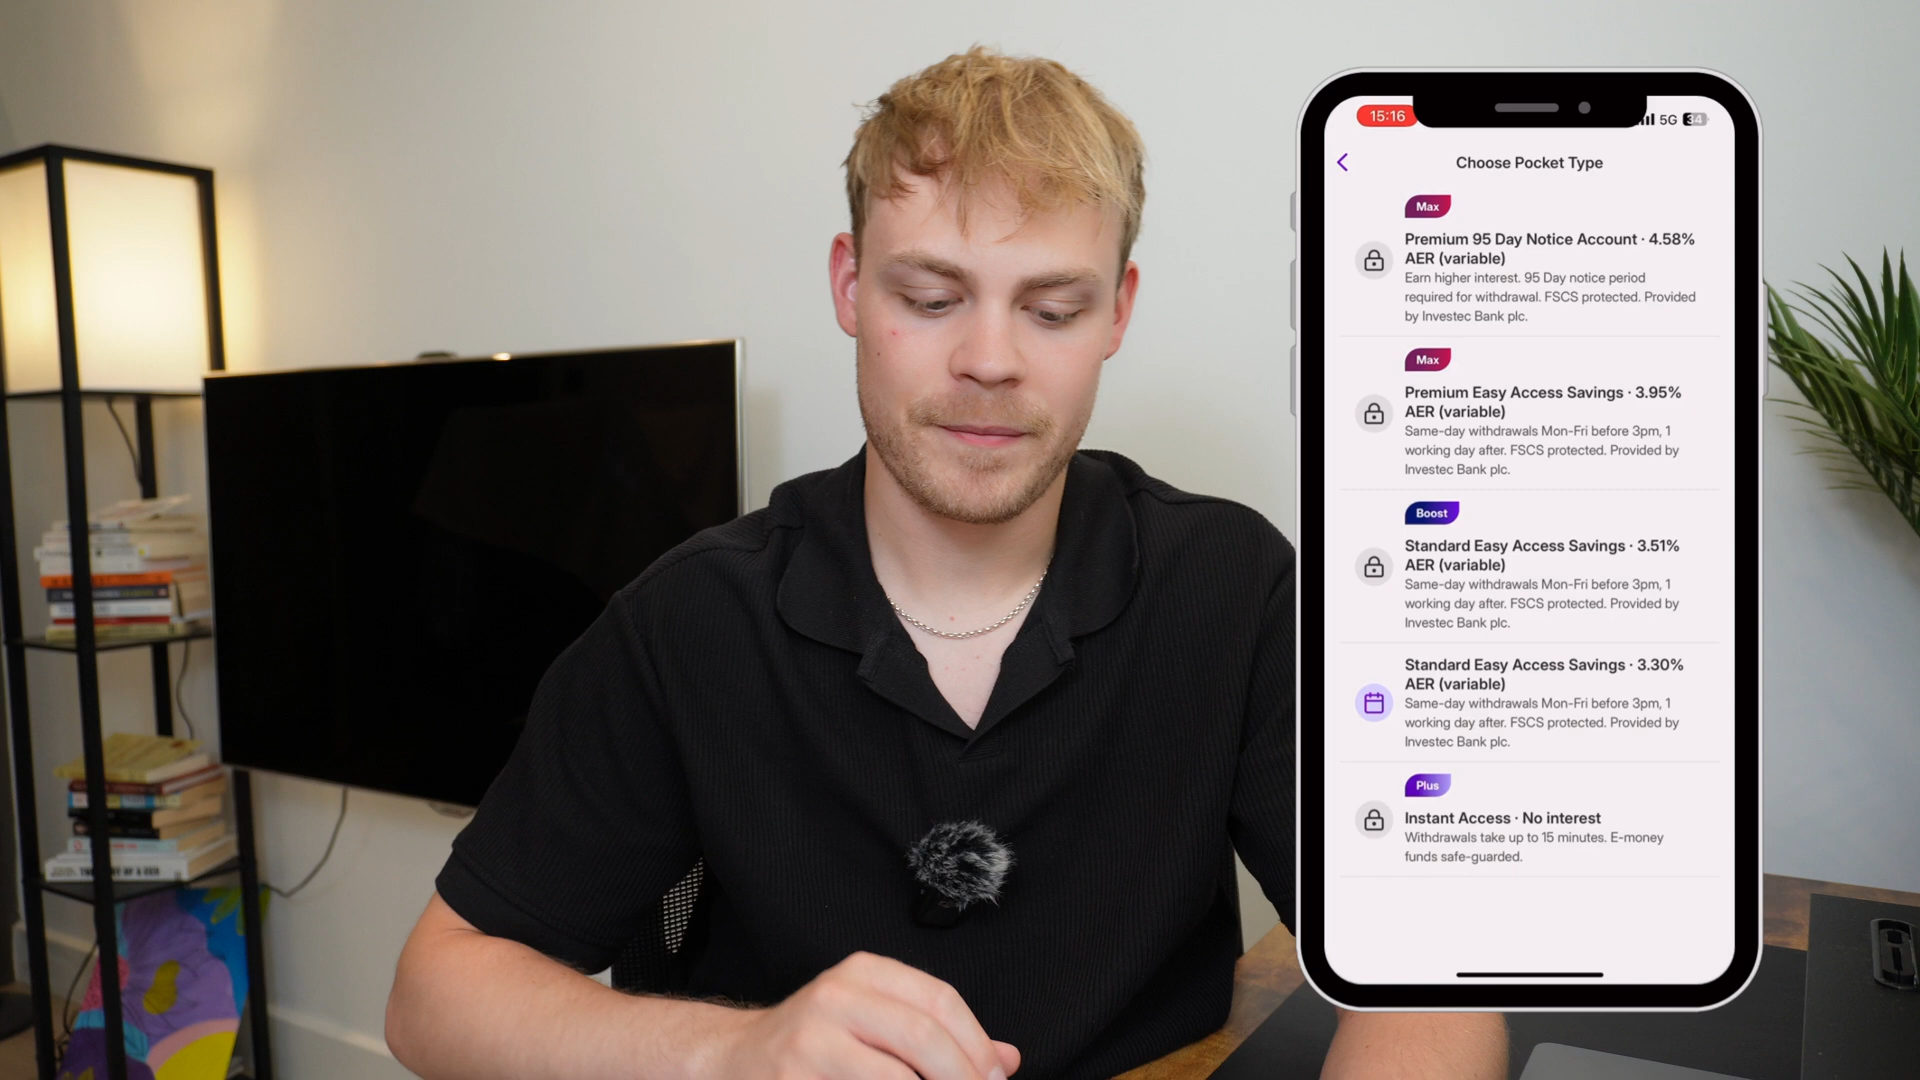 15:16
5G 34
Choose Pocket Type
Max
Premium 95 Day Notice Account · 4.58%
AER (variable)
Earn higher interest. 95 Day notice period
required for withdrawal. FSCS protected. Provided
by Investec Bank plc.
Max
Premium Easy Access Savings · 3.95%
AER (variable)
Same-day withdrawals Mon-Fri before 3pm, 1
working day after. FSCS protected. Provided by
Investec Bank plc.
Boost
Standard Easy Access Savings · 3.51%
AER (variable)
Same-day withdrawals Mon-Fri before 3pm, 1
working day after. FSCS protected. Provided by
Investec Bank plc.
Standard Easy Access Savings · 3.30%
AER (variable)
Same-day withdrawals Mon-Fri before 3pm, 1
working day after. FSCS protected. Provided by
Investec Bank plc.
Plus
Instant Access · No interest
Withdrawals take up to 15 minutes. E-money
funds safe-guarded.